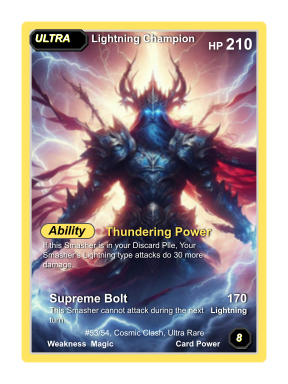 ULTRA
Lightning Champion
HP 210
Ability
Thundering Power
If this Smasher is in your Discard Pile, Your
Smasher's Lightning type attacks do 30 more
damage.
Supreme Bolt 170
This Smasher cannot attack during the next Lightning
turn
#53/54, Cosmic Clash, Ultra Rare
Weakness Magic Card Power 8